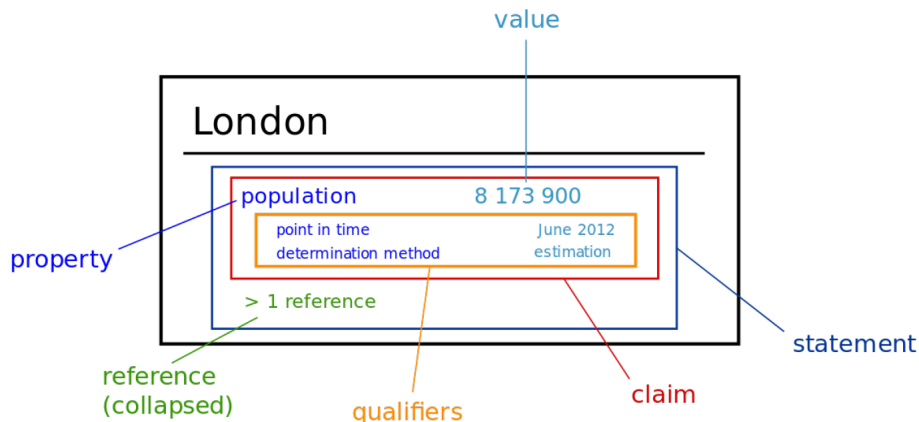 value
London
population 8 173 900
point in time June 2012
determination method estimation
property
> 1 reference
statement
reference
(collapsed)
claim
qualifiers